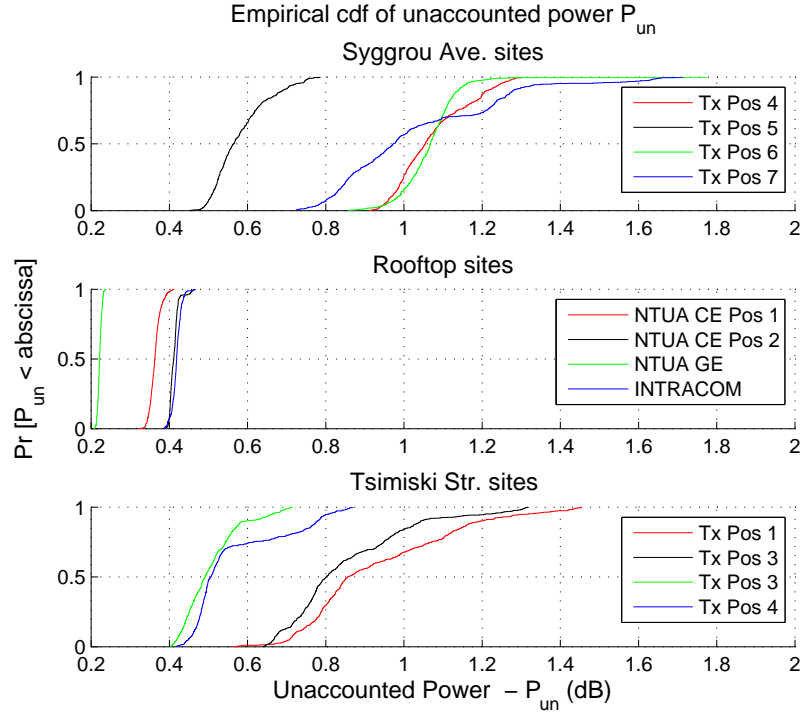 Empirical cdf of unaccounted power P_un
Syggrou Ave. sites
1
0.5
0
0.2 0.4 0.6 0.8 1 1.2 1.4 1.6 1.8 2
Tx Pos 4
Tx Pos 5
Tx Pos 6
Tx Pos 7
Rooftop sites
Pr [P_un < abscissa]
1
0.5
0
0.2 0.4 0.6 0.8 1 1.2 1.4 1.6 1.8 2
NTUA CE Pos 1
NTUA CE Pos 2
NTUA GE
INTRACOM
Tsimiski Str. sites
1
0.5
0
0.2 0.4 0.6 0.8 1 1.2 1.4 1.6 1.8 2
Tx Pos 1
Tx Pos 3
Tx Pos 3
Tx Pos 4
Unaccounted Power − P_un (dB)